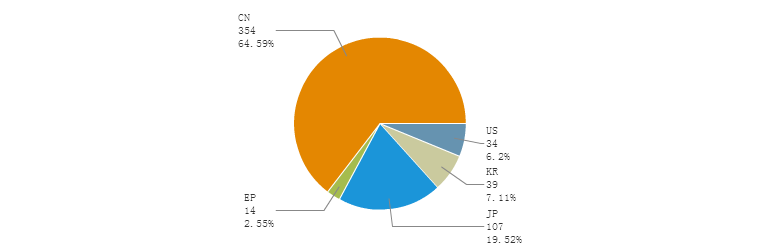 CN
354
64.59%
US
34
6.2%
KR
39
7.11%
JP
107
19.52%
EP
14
2.55%